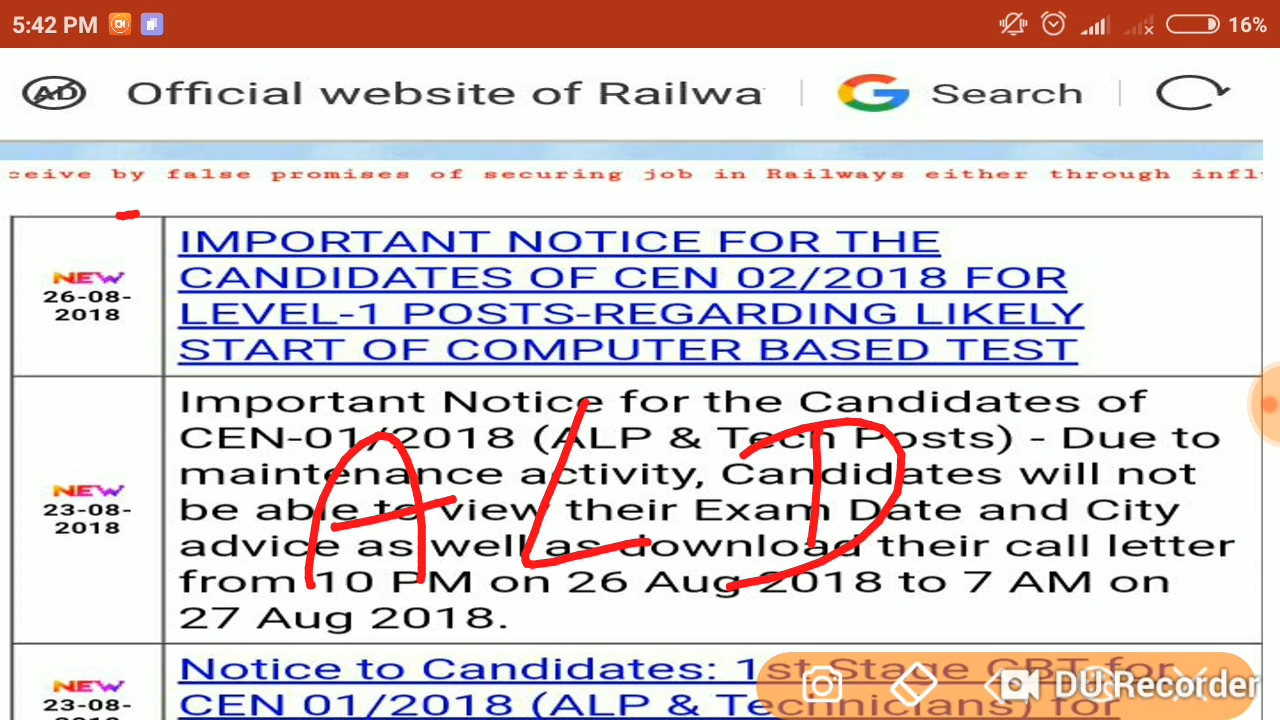 5:42 PM 16%
AD Official website of Railwa Search
ceive by false promises of securing job in Railways either through infl
NEW
26-08-
2018
IMPORTANT NOTICE FOR THE
CANDIDATES OF CEN 02/2018 FOR
LEVEL-1 POSTS-REGARDING LIKELY
START OF COMPUTER BASED TEST
NEW
23-08-
2018
Important Notice for the Candidates of
CEN-01/2018 (ALP & Tech Posts) - Due to
maintenance activity, Candidates will not
be able to view their Exam Date and City
advice as well as download their call letter
from 10 PM on 26 Aug 2018 to 7 AM on
27 Aug 2018.
ALD
NEW
23-08-
Notice to Candidates: 1st Stage CBT for
CEN 01/2018 (ALP & Technicians) for
DU Recorder